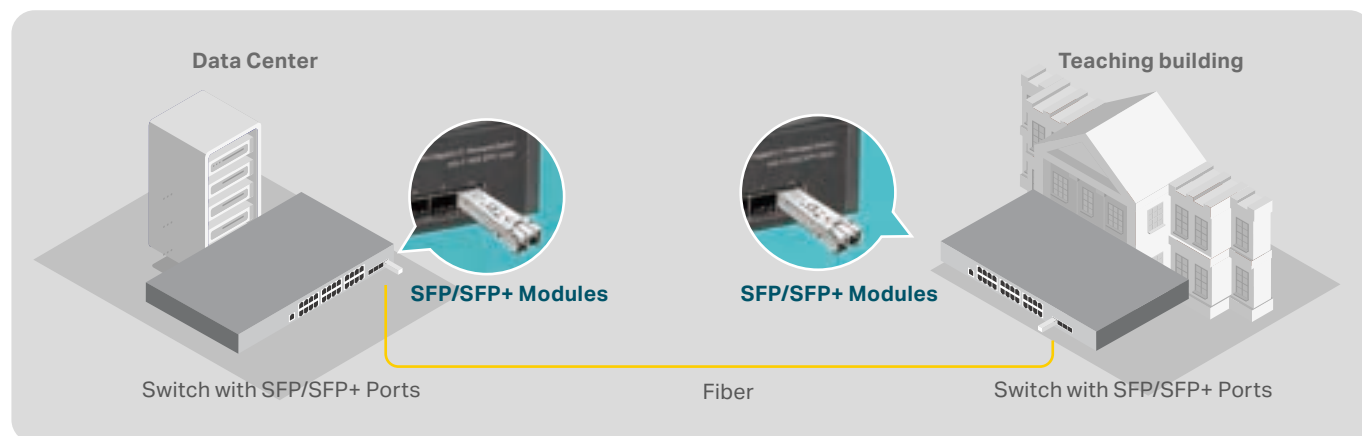 Data Center
Teaching building
SFP/SFP+ Modules
SFP/SFP+ Modules
Switch with SFP/SFP+ Ports
Fiber
Switch with SFP/SFP+ Ports